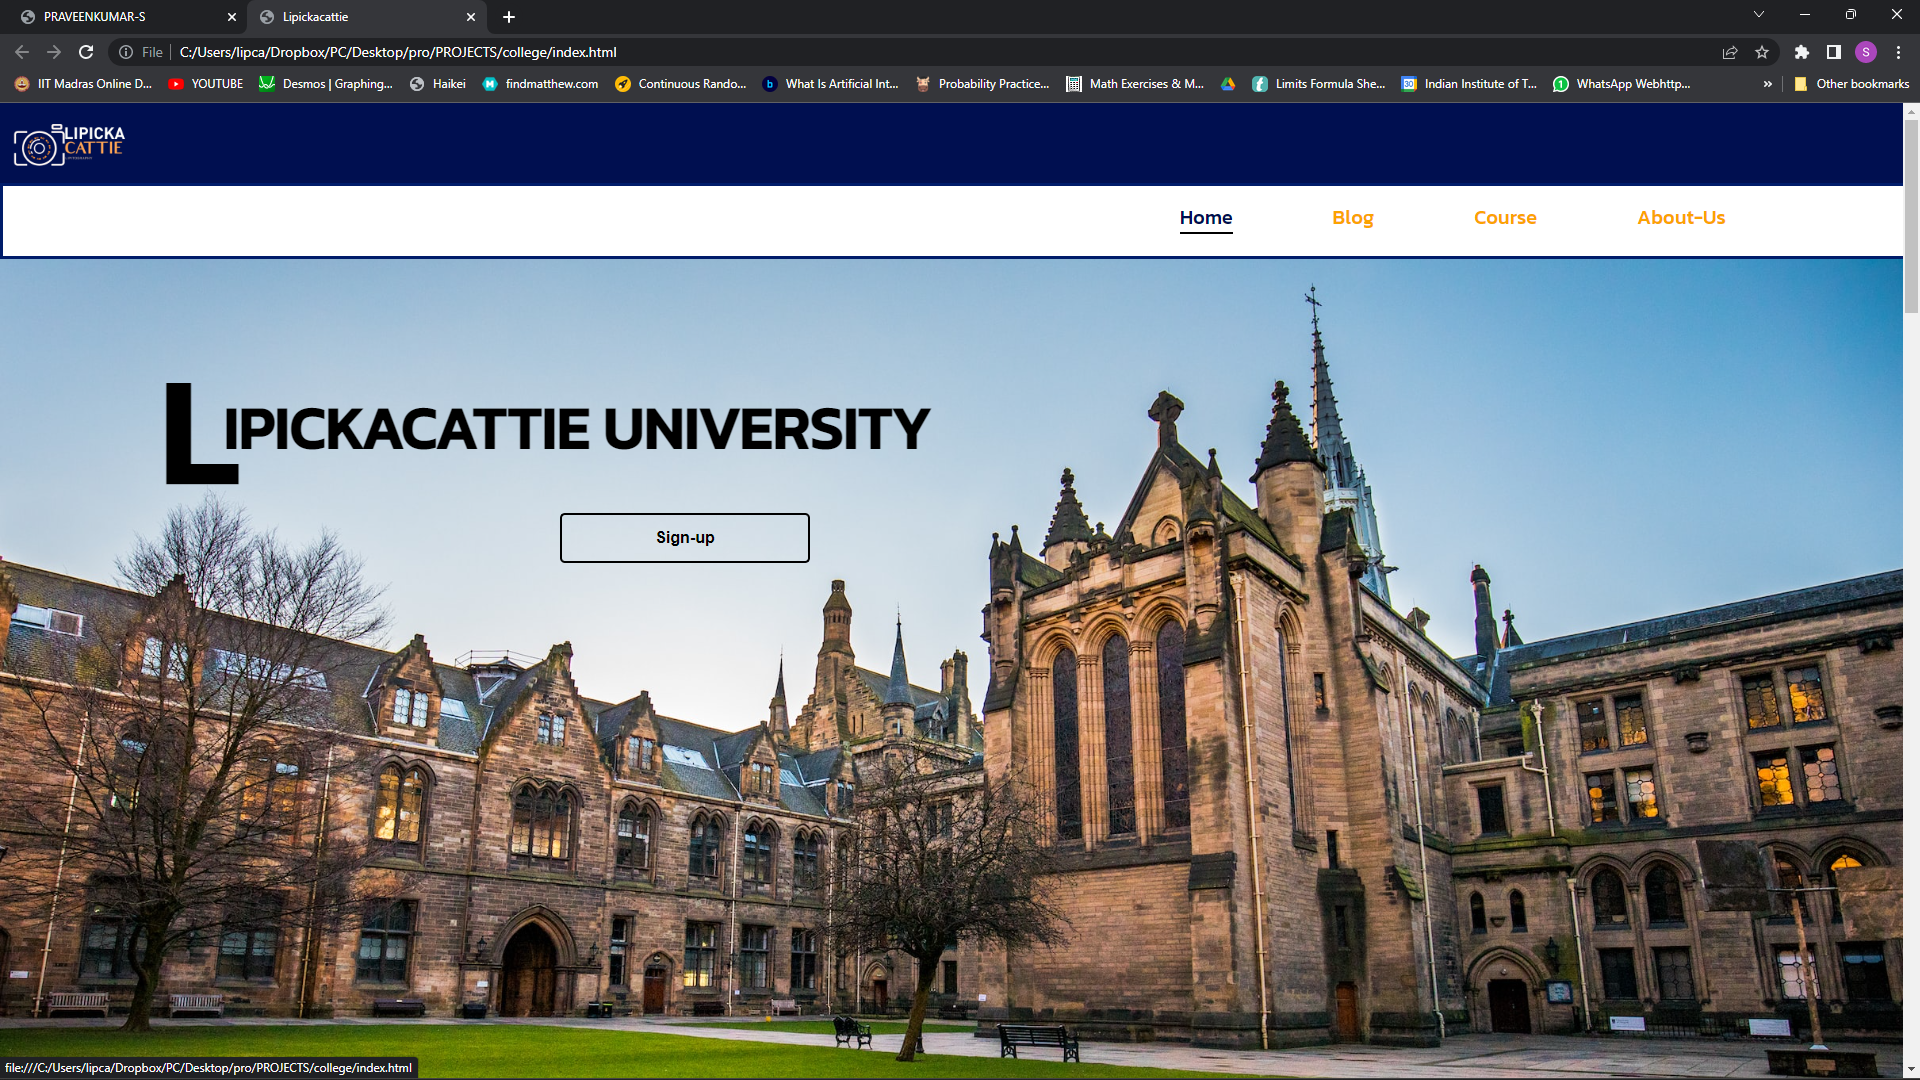 PRAVEENKUMAR-S
Lipickacattie
File
C:/Users/lipca/Dropbox/PC/Desktop/pro/PROJECTS/college/index.html
S
IIT Madras Online D...
YOUTUBE
Desmos | Graphing...
Haikei
findmatthew.com
Continuous Rando...
What Is Artificial Int...
Probability Practice...
Math Exercises & M...
Limits Formula She...
Indian Institute of T...
WhatsApp Webhttp...
Other bookmarks
LIPICKA
CATTIE
Home
Blog
Course
About-Us
LIPICKACATTIE UNIVERSITY
Sign-up
file:///C:/Users/lipca/Dropbox/PC/Desktop/pro/PROJECTS/college/index.html